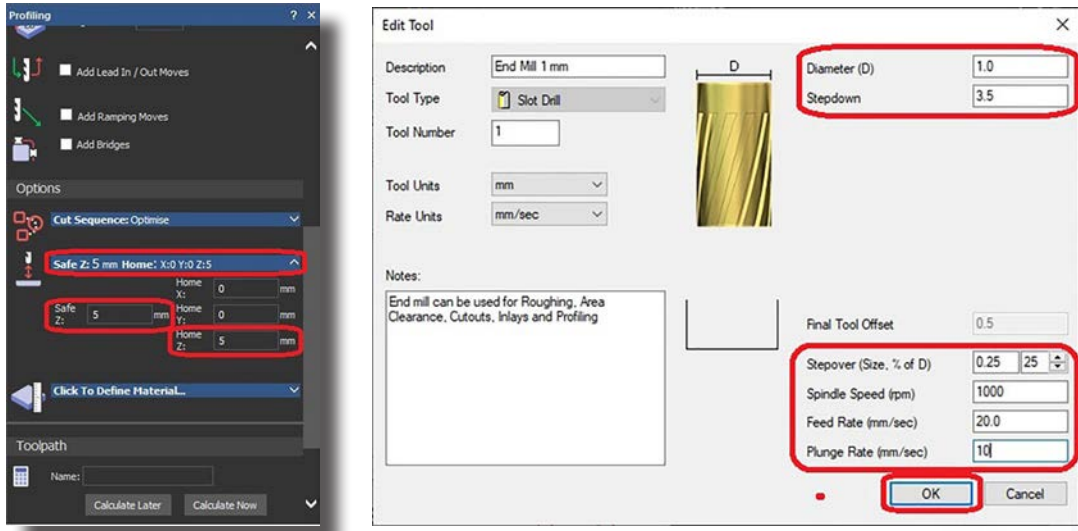 Profiling ? ×
Add Lead In / Out Moves
Add Ramping Moves
Add Bridges
Options
Cut Sequence: Optimise
Safe Z: 5 mm Home: X:0 Y:0 Z:5
Home X: 0 mm
Safe Z: 5 mm
Home Y: 0 mm
Home Z: 5 mm
Click To Define Material...
Toolpath
Name:
Calculate Later Calculate Now
Edit Tool
Description End Mill 1 mm
Tool Type Slot Drill
Tool Number 1
Tool Units mm
Rate Units mm/sec
Notes:
End mill can be used for Roughing, Area
Clearance, Cutouts, Inlays and Profiling
D
Diameter (D) 1.0
Stepdown 3.5
Final Tool Offset 0.5
Stepover (Size, % of D) 0.25 25
Spindle Speed (rpm) 1000
Feed Rate (mm/sec) 20.0
Plunge Rate (mm/sec) 10
OK Cancel